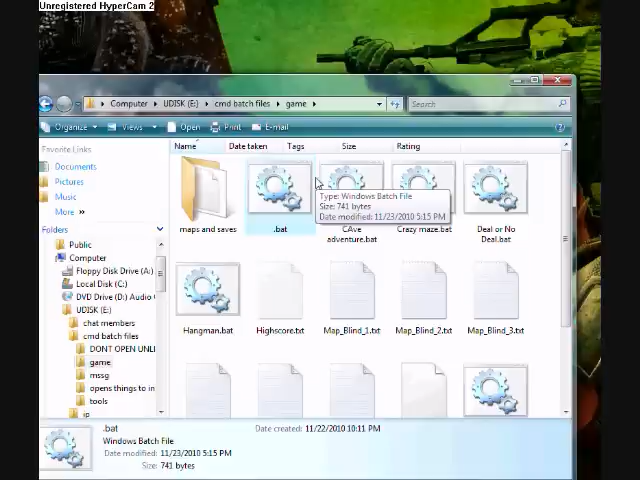 Unregistered HyperCam 2
Computer UDISK (E:) cmd batch files game
Search
Organize Views Open Print E-mail
Favorite Links
Documents
Pictures
Music
More »
Folders
Public
Computer
Floppy Disk Drive (A:)
Local Disk (C:)
DVD Drive (D:) Audio
UDISK (E:)
chat members
cmd batch files
DONT OPEN UNL
game
mssg
opens things to in
tools
ip
Name Date taken Tags Size Rating
maps and saves
.bat
CAve adventure.bat
Crazy maze.bat
Deal or No Deal.bat
Type: Windows Batch File
Size: 741 bytes
Date modified: 11/23/2010 5:15 PM
Hangman.bat
Highscore.txt
Map_Blind_1.txt
Map_Blind_2.txt
Map_Blind_3.txt
.bat
Windows Batch File
Date modified: 11/23/2010 5:15 PM
Size: 741 bytes
Date created: 11/22/2010 10:11 PM